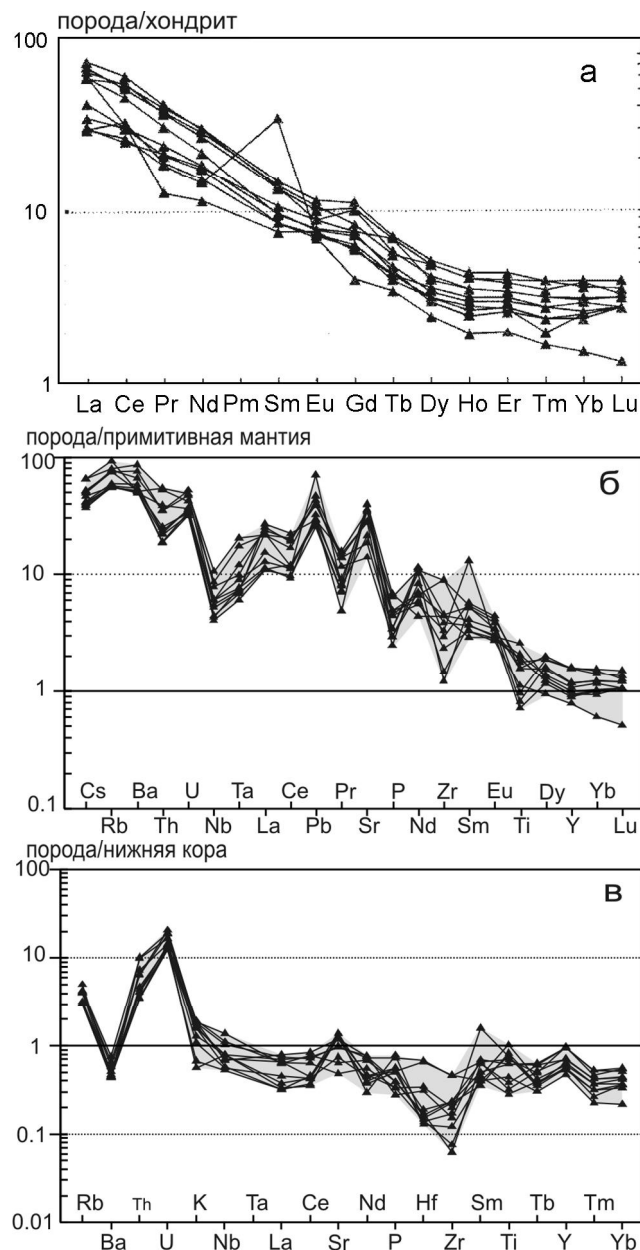 порода/хондрит
100
а
10
1
La Ce Pr Nd Pm Sm Eu Gd Tb Dy Ho Er Tm Yb Lu
порода/примитивная мантия
100
б
10
1
Cs Ba U Ta Ce Pr P Zr Eu Dy Yb
0.1
Rb Th Nb La Pb Sr Nd Sm Ti Y Lu
порода/нижняя кора
100
в
10
1
0.1
Rb Th K Ta Ce Nd Hf Sm Tb Tm
0.01
Ba U Nb La Sr P Zr Ti Y Yb